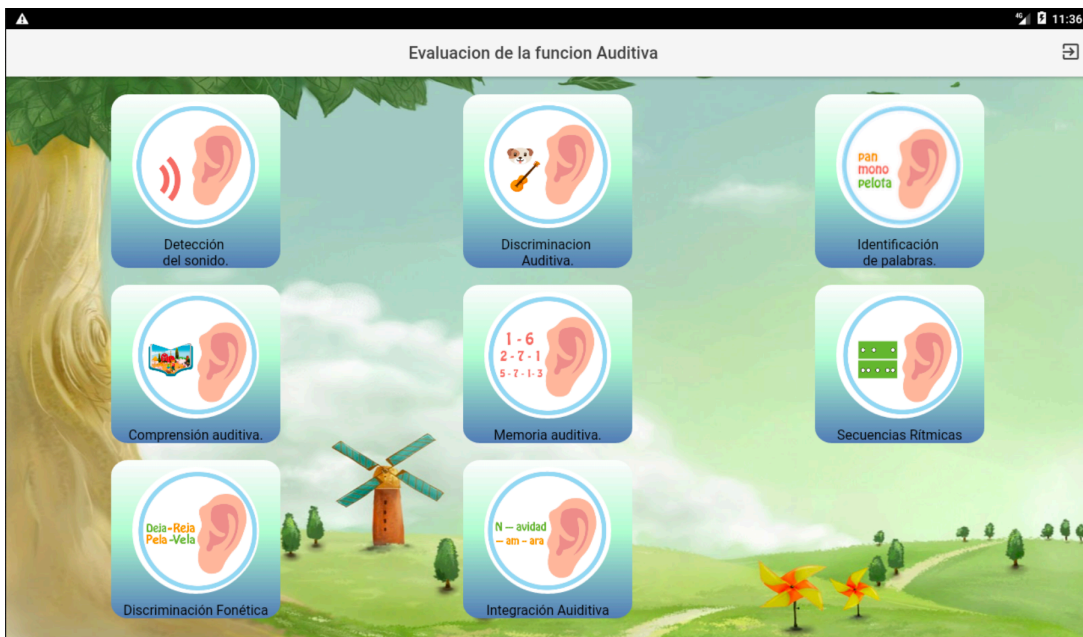 4G 11:36
Evaluacion de la funcion Auditiva
Detección
del sonido.
Discriminacion
Auditiva.
pan
mono
pelota
Identificación
de palabras.
Comprensión auditiva.
1 - 6
2 - 7 - 1
5 - 7 - 1 - 3
Memoria auditiva.
Secuencias Rítmicas
Deja - Reja
Pela - Vela
Discriminación Fonética
N — avidad
— am - ara
Integración Auiditiva